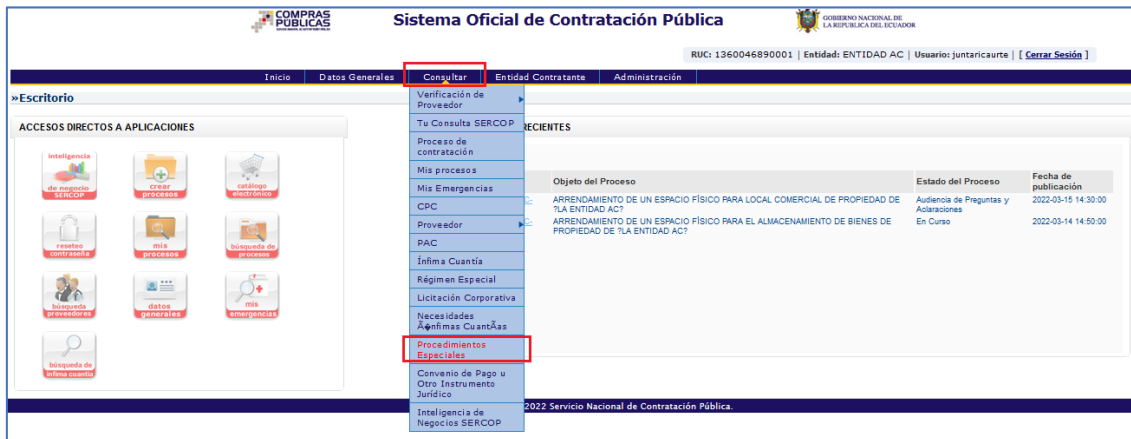 COMPRAS
PÚBLICAS
Sistema Oficial de Contratación Pública
GOBIERNO NACIONAL DE
LA REPUBLICA DEL ECUADOR
RUC: 1360046890001 | Entidad: ENTIDAD AC | Usuario: juntaricaurte | [ Cerrar Sesión ]
Inicio Datos Generales Consultar Entidad Contratante Administración
»Escritorio
ACCESOS DIRECTOS A APLICACIONES
inteligencia
de negocio
SERCOP
crear
procesos
catálogo
electrónico
reseteo
contraseña
mis
procesos
búsqueda de
procesos
búsqueda
proveedores
datos
generales
mis
emergencias
búsqueda de
ínfima cuantía
Verificación de
Proveedor
Tu Consulta SERCOP
Proceso de
contratación
Mis procesos
Mis Emergencias
CPC
Proveedor
PAC
Ínfima Cuantía
Régimen Especial
Licitación Corporativa
Necesidades
Ã�nfimas CuantÃ­as
Procedimientos
Especiales
Convenio de Pago u
Otro Instrumento
Jurídico
Inteligencia de
Negocios SERCOP
RECIENTES
Objeto del Proceso Estado del Proceso Fecha de
publicación
C- ARRENDAMIENTO DE UN ESPACIO FÍSICO PARA LOCAL COMERCIAL DE PROPIEDAD DE Audiencia de Preguntas y 2022-03-15 14:30:00
?LA ENTIDAD AC? Aclaraciones
C- ARRENDAMIENTO DE UN ESPACIO FÍSICO PARA EL ALMACENAMIENTO DE BIENES DE En Curso 2022-03-14 14:50:00
PROPIEDAD DE ?LA ENTIDAD AC?
2022 Servicio Nacional de Contratación Pública.